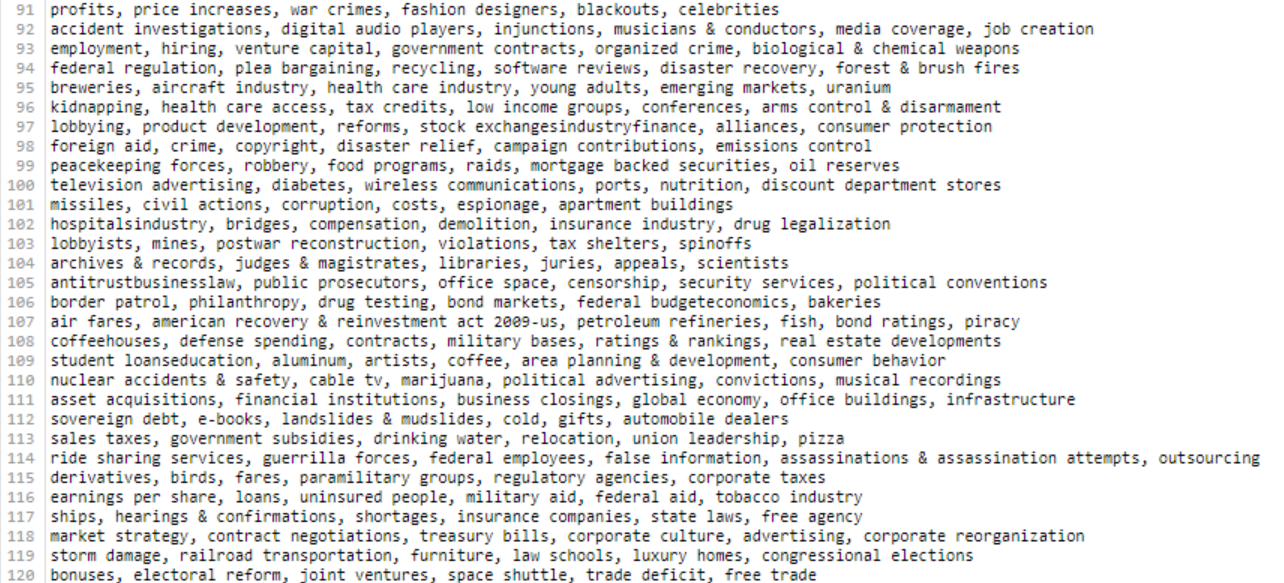 91 profits, price increases, war crimes, fashion designers, blackouts, celebrities
92 accident investigations, digital audio players, injunctions, musicians & conductors, media coverage, job creation
93 employment, hiring, venture capital, government contracts, organized crime, biological & chemical weapons
94 federal regulation, plea bargaining, recycling, software reviews, disaster recovery, forest & brush fires
95 breweries, aircraft industry, health care industry, young adults, emerging markets, uranium
96 kidnapping, health care access, tax credits, low income groups, conferences, arms control & disarmament
97 lobbying, product development, reforms, stock exchangesindustryfinance, alliances, consumer protection
98 foreign aid, crime, copyright, disaster relief, campaign contributions, emissions control
99 peacekeeping forces, robbery, food programs, raids, mortgage backed securities, oil reserves
100 television advertising, diabetes, wireless communications, ports, nutrition, discount department stores
101 missiles, civil actions, corruption, costs, espionage, apartment buildings
102 hospitalsindustry, bridges, compensation, demolition, insurance industry, drug legalization
103 lobbyists, mines, postwar reconstruction, violations, tax shelters, spinoffs
104 archives & records, judges & magistrates, libraries, juries, appeals, scientists
105 antitrustbusinesslaw, public prosecutors, office space, censorship, security services, political conventions
106 border patrol, philanthropy, drug testing, bond markets, federal budgeteconomics, bakeries
107 air fares, american recovery & reinvestment act 2009-us, petroleum refineries, fish, bond ratings, piracy
108 coffeehouses, defense spending, contracts, military bases, ratings & rankings, real estate developments
109 student loanseducation, aluminum, artists, coffee, area planning & development, consumer behavior
110 nuclear accidents & safety, cable tv, marijuana, political advertising, convictions, musical recordings
111 asset acquisitions, financial institutions, business closings, global economy, office buildings, infrastructure
112 sovereign debt, e-books, landslides & mudslides, cold, gifts, automobile dealers
113 sales taxes, government subsidies, drinking water, relocation, union leadership, pizza
114 ride sharing services, guerrilla forces, federal employees, false information, assassinations & assassination attempts, outsourcing
115 derivatives, birds, fares, paramilitary groups, regulatory agencies, corporate taxes
116 earnings per share, loans, uninsured people, military aid, federal aid, tobacco industry
117 ships, hearings & confirmations, shortages, insurance companies, state laws, free agency
118 market strategy, contract negotiations, treasury bills, corporate culture, advertising, corporate reorganization
119 storm damage, railroad transportation, furniture, law schools, luxury homes, congressional elections
120 bonuses, electoral reform, joint ventures, space shuttle, trade deficit, free trade